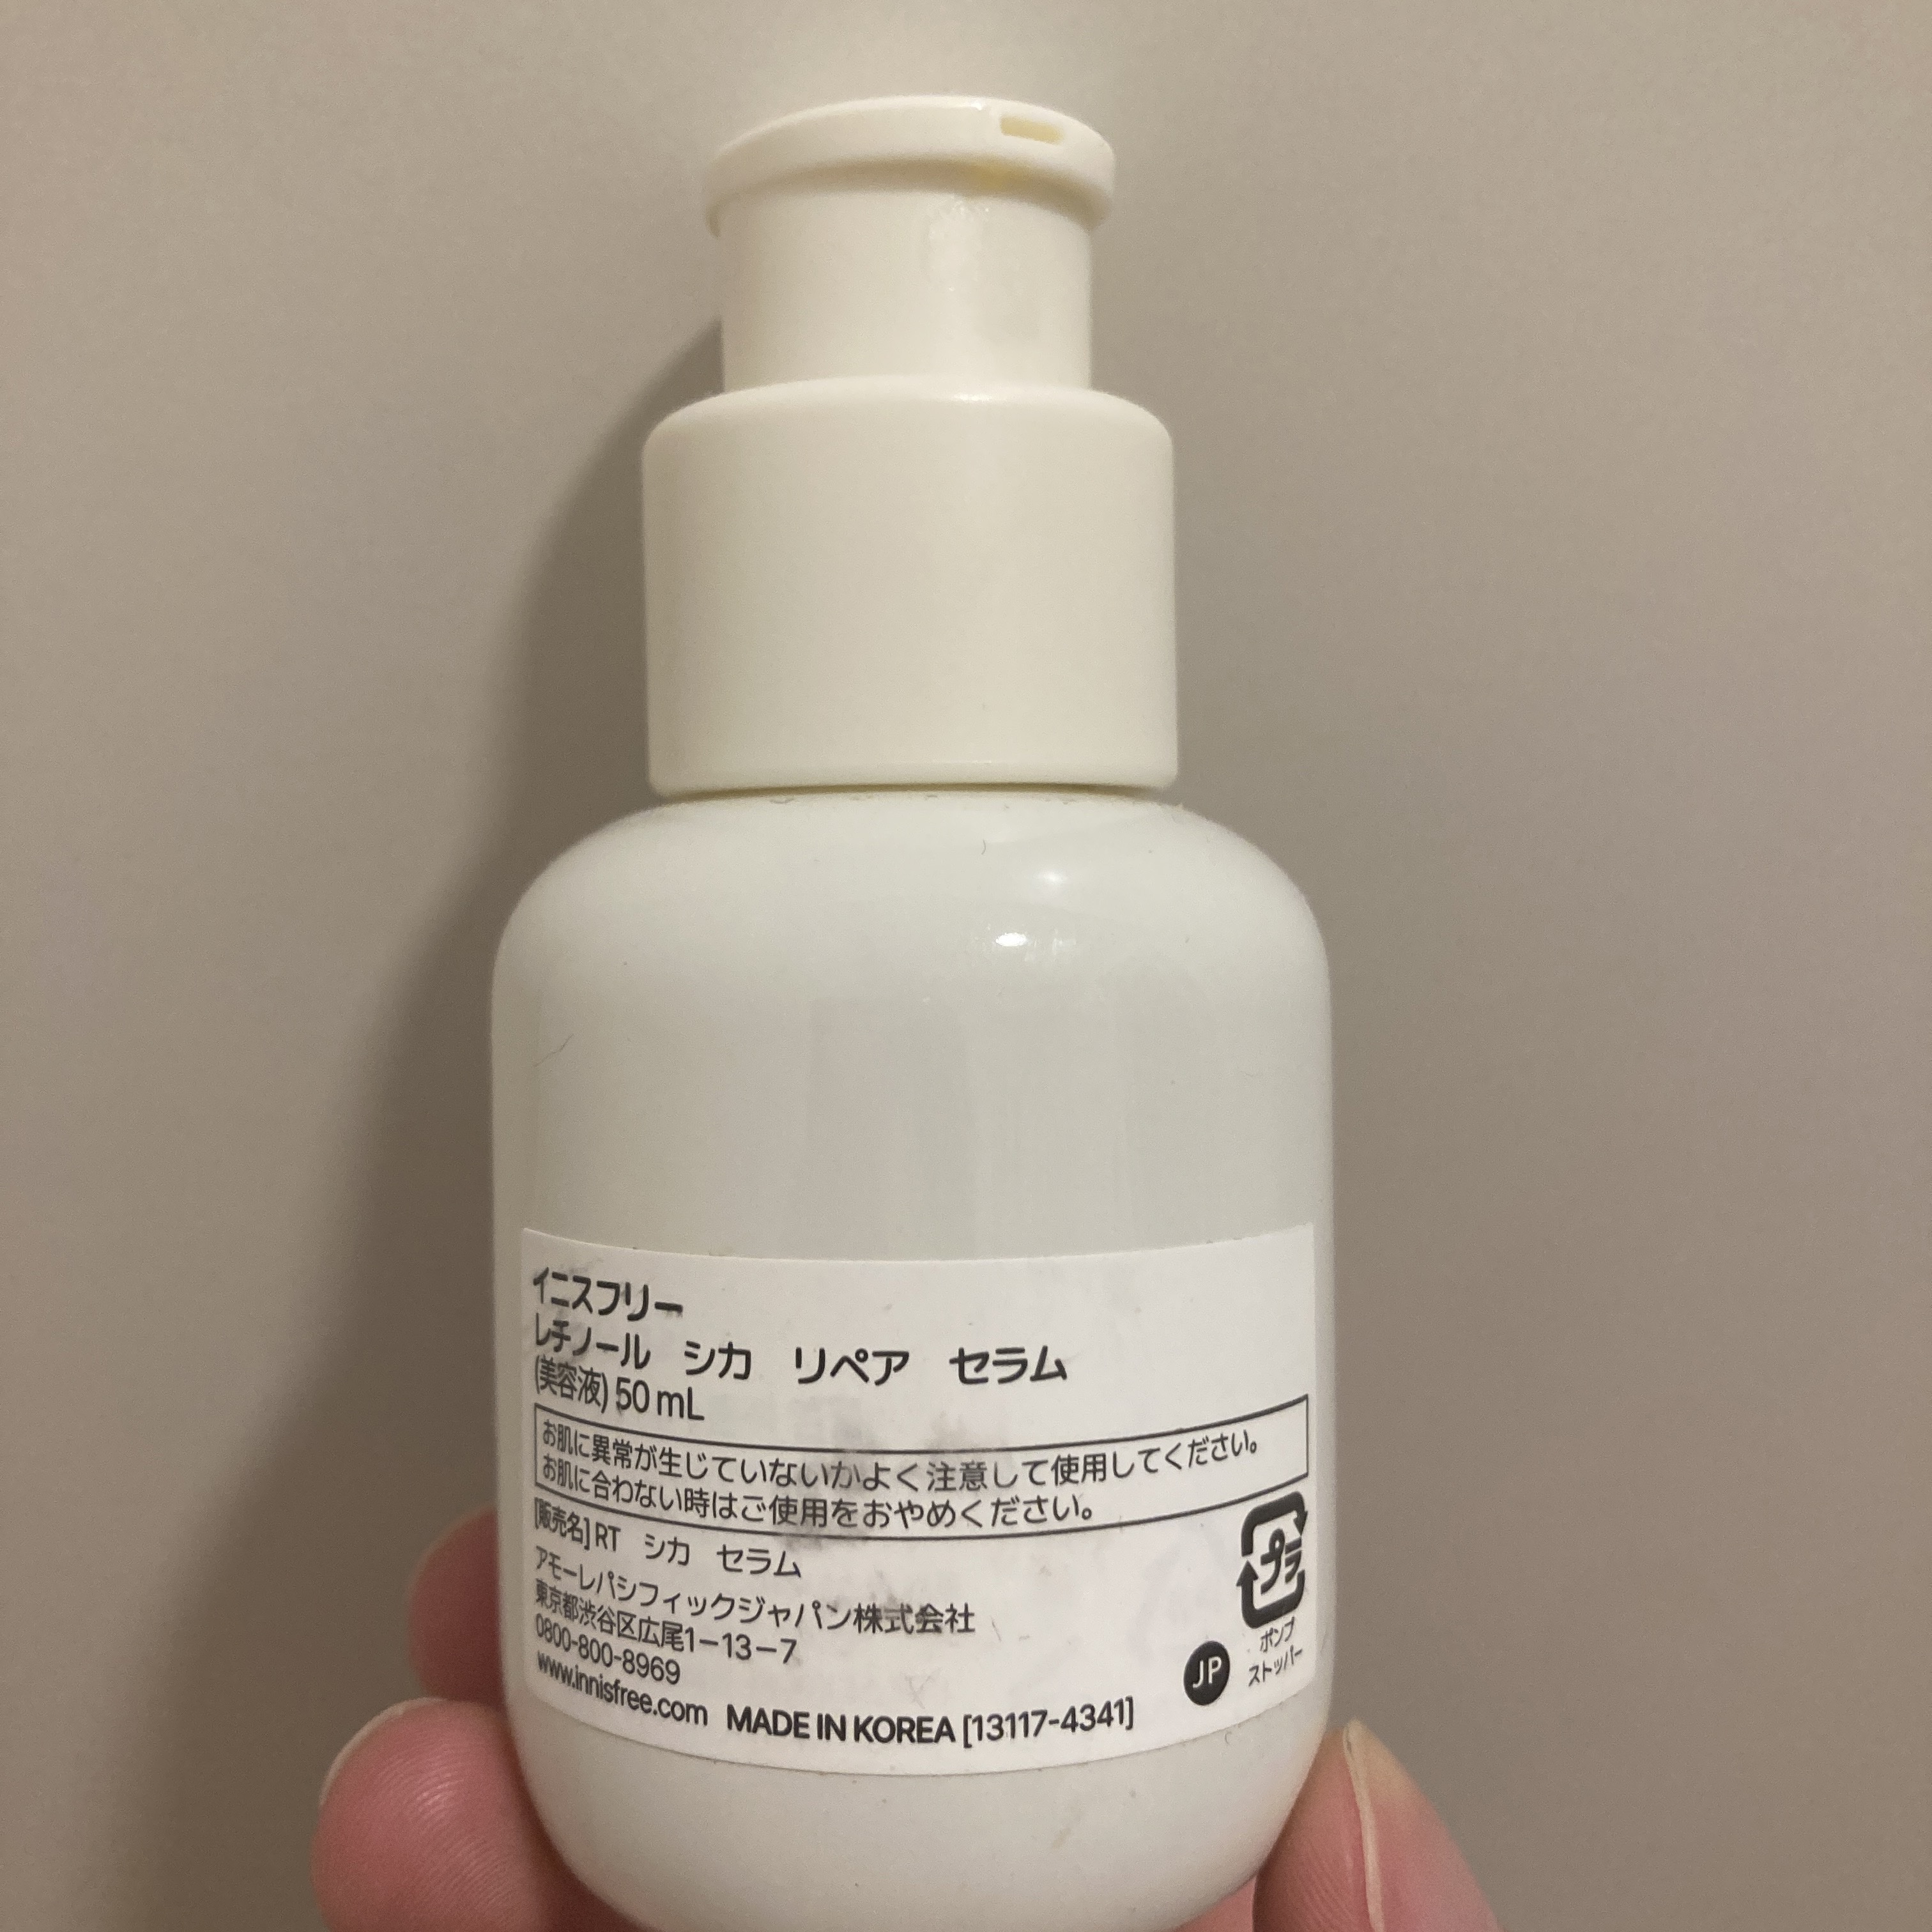 イニスフリー
レチノール　シカ　リペア　セラム
(美容液) 50 mL
お肌に異常が生じていないかよく注意して使用してください。
お肌に合わない時はご使用をおやめください。
[販売名] RT　シカ　セラム
アモーレパシフィックジャパン株式会社
東京都渋谷区広尾1-13-7
0800-800-8969
www.innisfree.com MADE IN KOREA [13117-4341]
プラ
ポンプ
ストッパー
JP